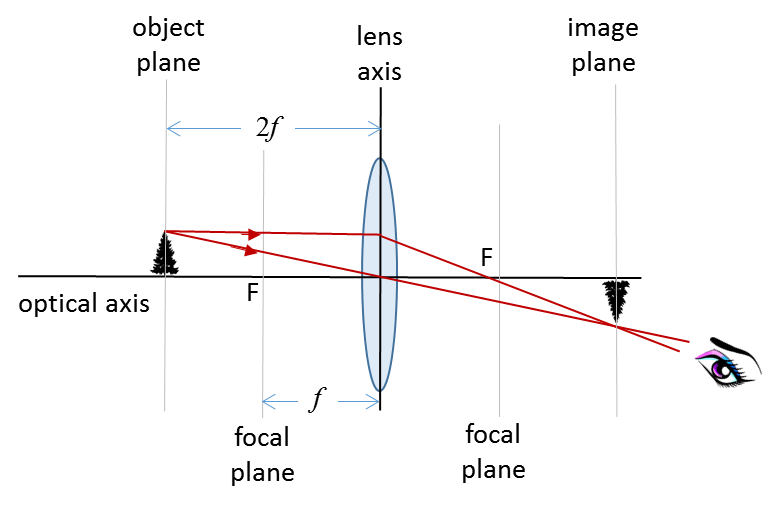 object
plane
lens
axis
image
plane
2f
F
F
optical axis
f
focal
plane
focal
plane